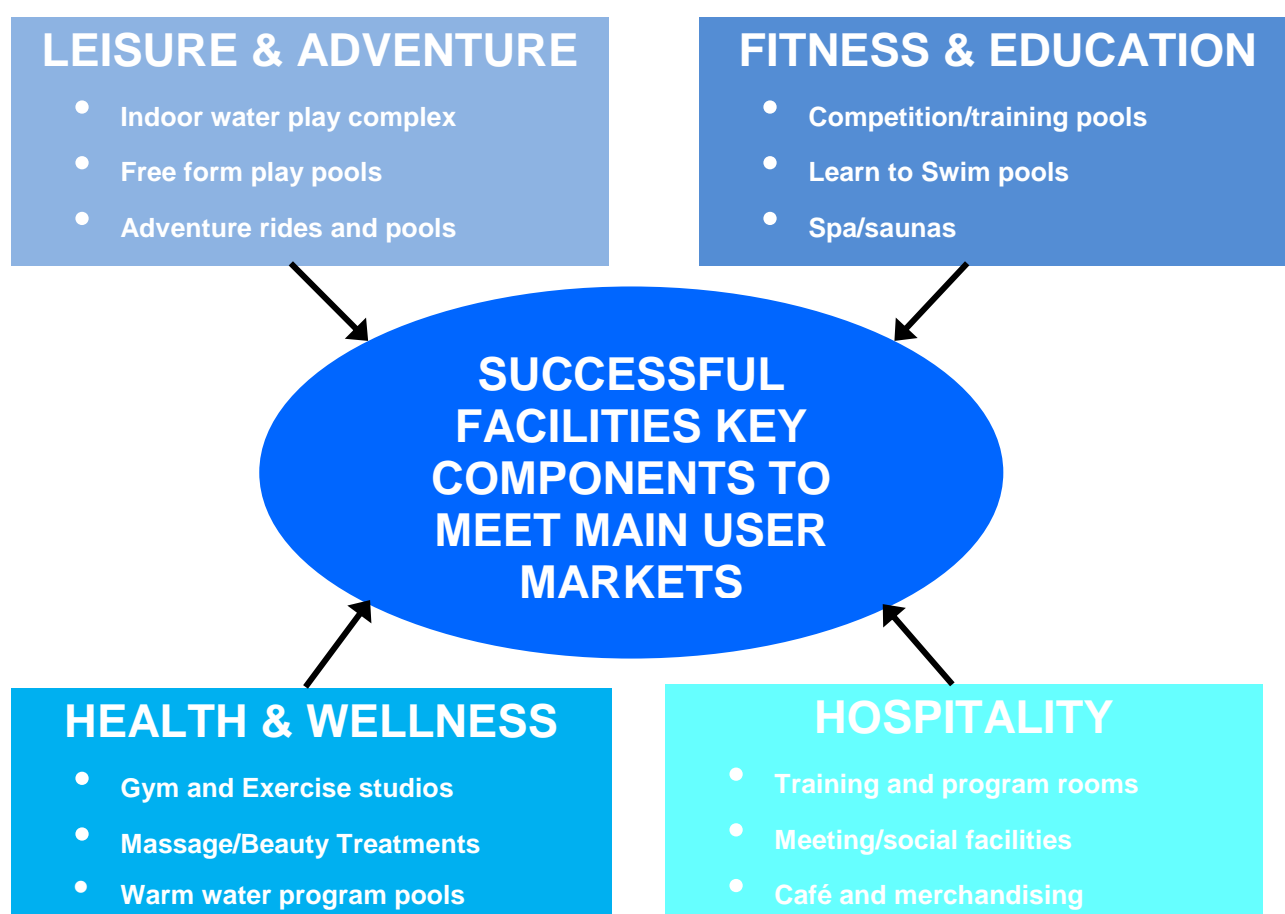 LEISURE & ADVENTURE
• Indoor water play complex
• Free form play pools
• Adventure rides and pools
FITNESS & EDUCATION
• Competition/training pools
• Learn to Swim pools
• Spa/saunas
SUCCESSFUL
FACILITIES KEY
COMPONENTS TO
MEET MAIN USER
MARKETS
HEALTH & WELLNESS
• Gym and Exercise studios
• Massage/Beauty Treatments
• Warm water program pools
HOSPITALITY
• Training and program rooms
• Meeting/social facilities
• Café and merchandising